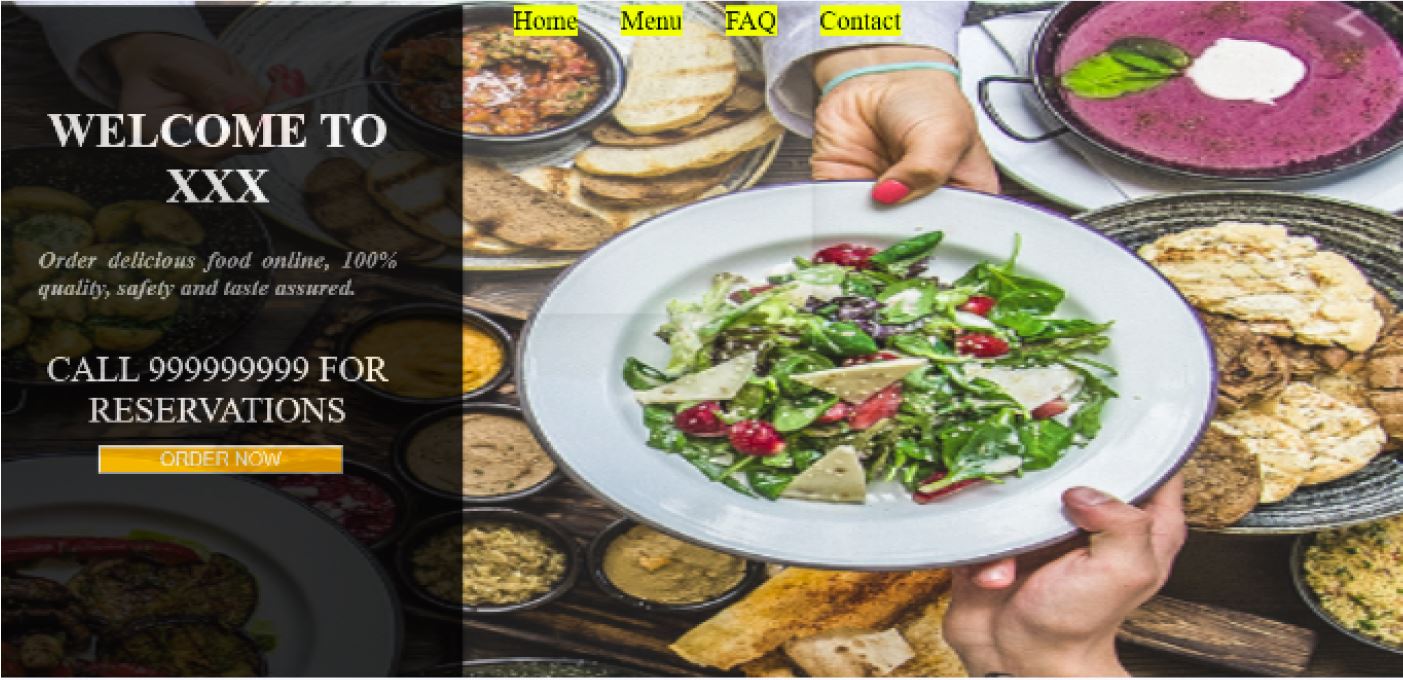 Home Menu FAQ Contact
WELCOME TO
XXX
Order delicious food online, 100%
quality, safety and taste assured.
CALL 999999999 FOR
RESERVATIONS
ORDER NOW